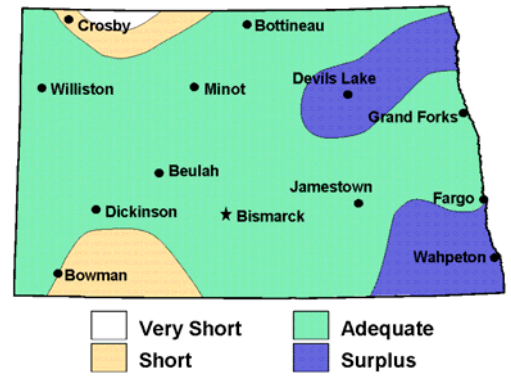 Crosby
Bottineau
Williston
Minot
Devils Lake
Grand Forks
Beulah
Jamestown
Dickinson
Bismarck
Fargo
Wahpeton
Bowman
Very Short
Adequate
Short
Surplus